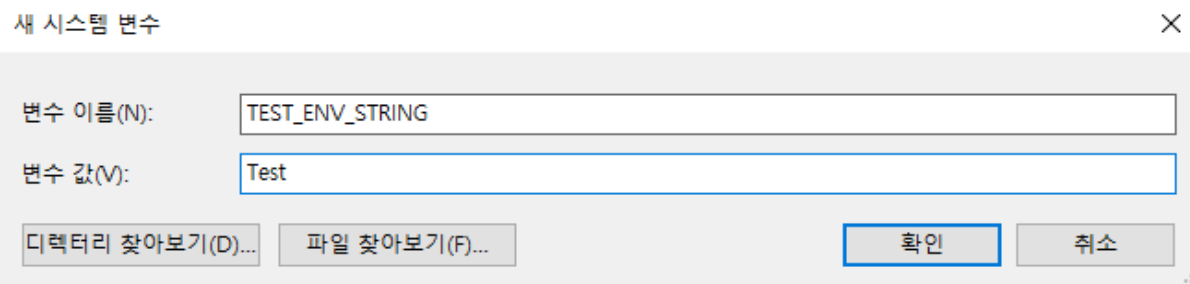 새 시스템 변수
변수 이름(N): TEST_ENV_STRING
변수 값(V): Test
디렉터리 찾아보기(D)... 파일 찾아보기(F)... 확인 취소